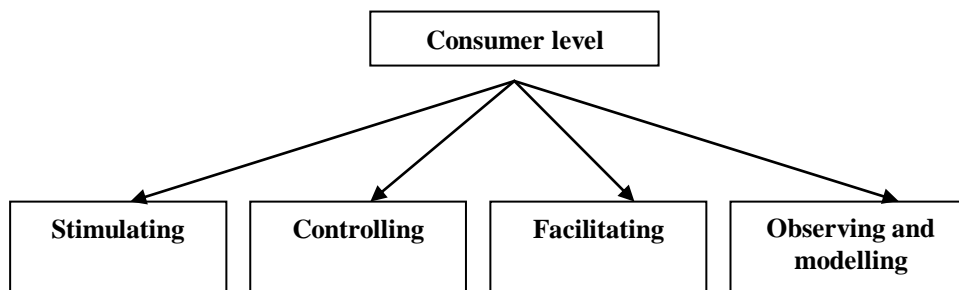 Consumer level
Stimulating
Controlling
Facilitating
Observing and
modelling